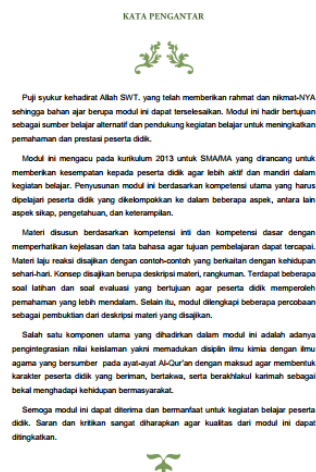 KATA PENGANTAR
Puji syukur kehadirat Allah SWT. yang telah memberikan rahmat dan nikmat-NYA
sehingga bahan ajar berupa modul ini dapat terselesaikan. Modul ini hadir bertujuan
sebagai sumber belajar alternatif dan pendukung kegiatan belajar untuk meningkatkan
pemahaman dan prestasi peserta didik.
Modul ini mengacu pada kurikulum 2013 untuk SMA/MA yang dirancang untuk
memberikan kesempatan kepada peserta didik agar lebih aktif dan mandiri dalam
kegiatan belajar. Penyusunan modul ini berdasarkan kompetensi utama yang harus
dipelajari peserta didik yang dikelompokkan ke dalam beberapa aspek, antara lain
aspek sikap, pengetahuan, dan keterampilan.
Materi disusun berdasarkan kompetensi inti dan kompetensi dasar dengan
memperhatikan kejelasan dan tata bahasa agar tujuan pembelajaran dapat tercapai.
Materi laju reaksi disajikan dengan contoh-contoh yang berkaitan dengan kehidupan
sehari-hari. Konsep disajikan berupa deskripsi materi, rangkuman. Terdapat beberapa
soal latihan dan soal evaluasi yang bertujuan agar peserta didik memperoleh
pemahaman yang lebih mendalam. Selain itu, modul dilengkapi beberapa percobaan
sebagai pembuktian dari deskripsi materi yang disajikan.
Salah satu komponen utama yang dihadirkan dalam modul ini adalah adanya
pengintegrasian nilai keislaman yakni memadukan disiplin ilmu kimia dengan ilmu
agama yang bersumber pada ayat-ayat Al-Qur'an dengan maksud agar membentuk
karakter peserta didik yang beriman, bertakwa, serta berakhlakul karimah sebagai
bekal menghadapi kehidupan bermasyarakat.
Semoga modul ini dapat diterima dan bermanfaat untuk kegiatan belajar peserta
didik. Saran dan kritikan sangat diharapkan agar kualitas dari modul ini dapat
ditingkatkan.